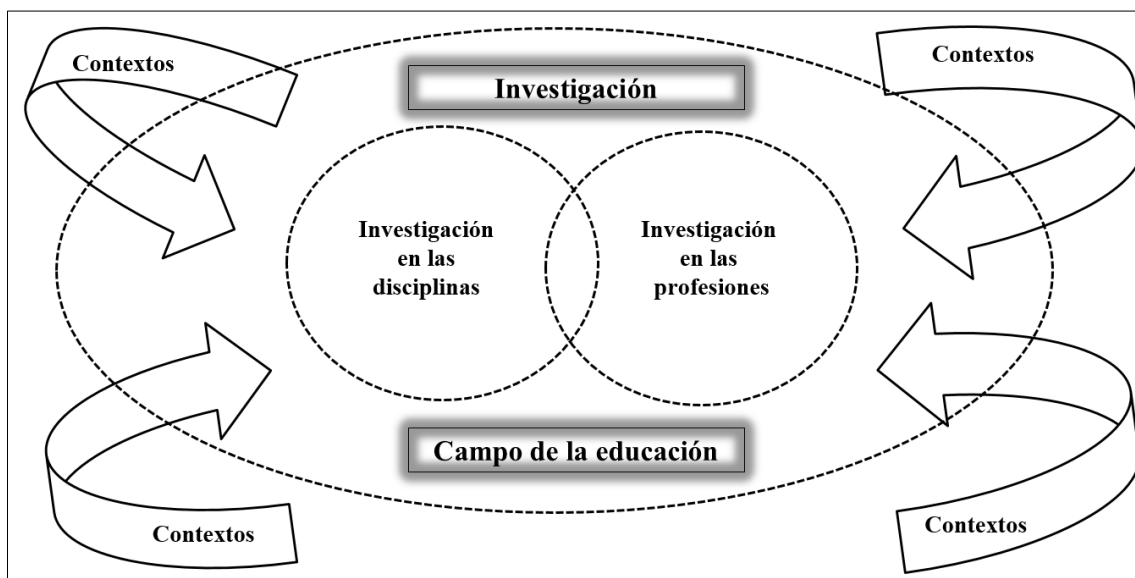 Contextos
Contextos
Investigación
Investigación
en las
disciplinas
Investigación
en las
profesiones
Campo de la educación
Contextos
Contextos